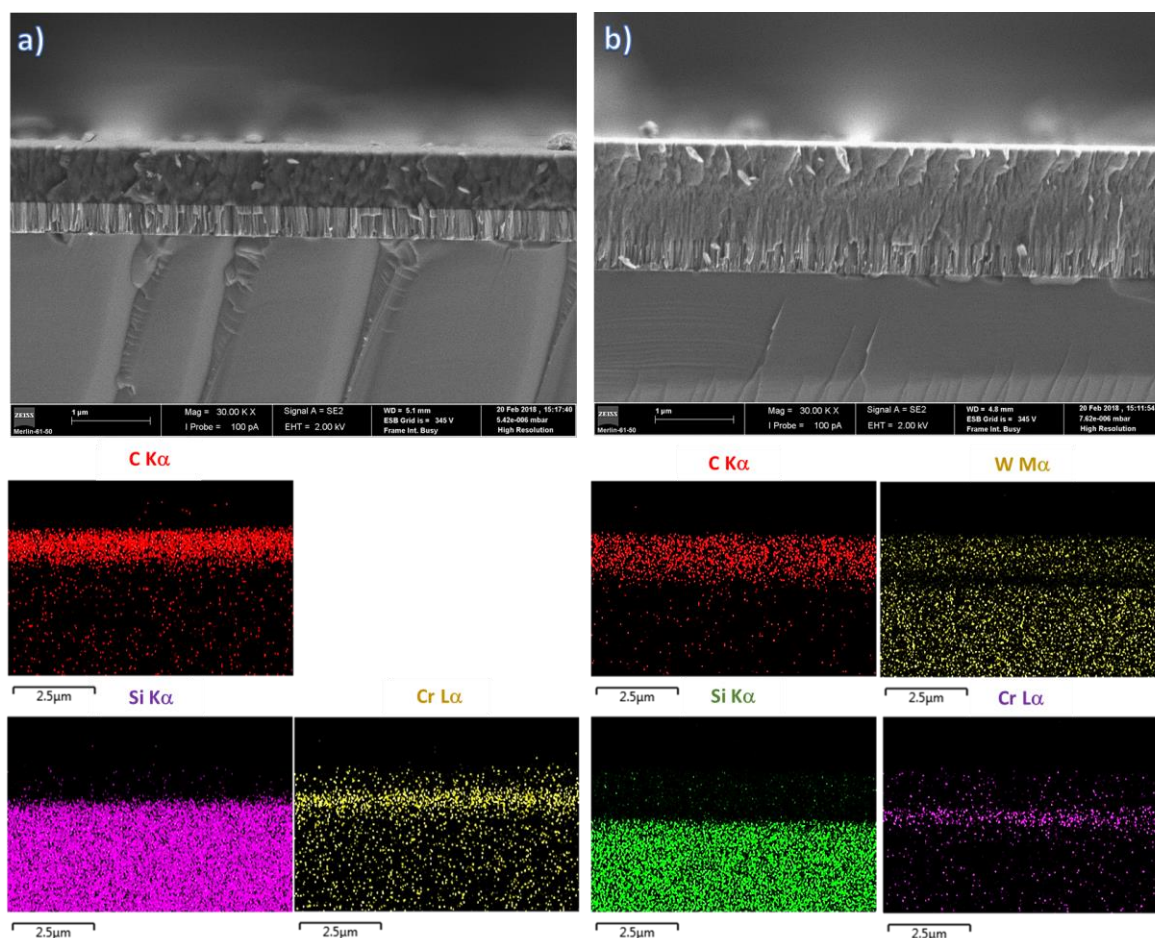 a)
ZEISS
Merlin-61-50
1 µm
Mag = 30.00 K X
I Probe = 100 pA
Signal A = SE2
EHT = 2.00 kV
WD = 5.1 mm
ESB Grid is = 345 V
Frame Int. Busy
20 Feb 2018 , 15:17:40
5.42e-006 mbar
High Resolution
b)
ZEISS
Merlin-61-50
1 µm
Mag = 30.00 K X
I Probe = 100 pA
Signal A = SE2
EHT = 2.00 kV
WD = 4.8 mm
ESB Grid is = 345 V
Frame Int. Busy
20 Feb 2018 , 15:11:54
7.62e-006 mbar
High Resolution
C Kα
2.5µm
Si Kα
Cr Lα
2.5µm
2.5µm
C Kα
W Mα
2.5µm
2.5µm
Si Kα
Cr Lα
2.5µm
2.5µm